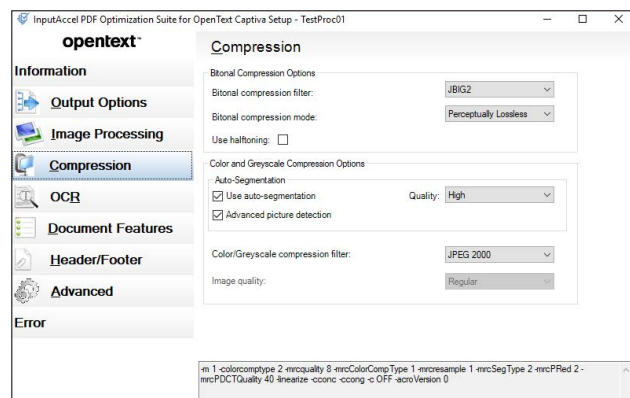 InputAccel PDF Optimization Suite for OpenText Captiva Setup - TestProc01
opentext™
Information
Output Options
Image Processing
Compression
OCR
Document Features
Header/Footer
Advanced
Error
Compression
Bitonal Compression Options
Bitonal compression filter: JBIG2
Bitonal compression mode: Perceptually Lossless
Use halftoning:
Color and Greyscale Compression Options
Auto-Segmentation
Use auto-segmentation Quality: High
Advanced picture detection
Color/Greyscale compression filter: JPEG 2000
Image quality: Regular
-m 1 -colorcomptype 2 -mrcquality 8 -mrcColorCompType 1 -mrcresample 1 -mrcSegType 2 -mrcPRed 2 -
mrcPDCTQuality 40 -linearize -cconc -ccong -c OFF -acroVersion 0